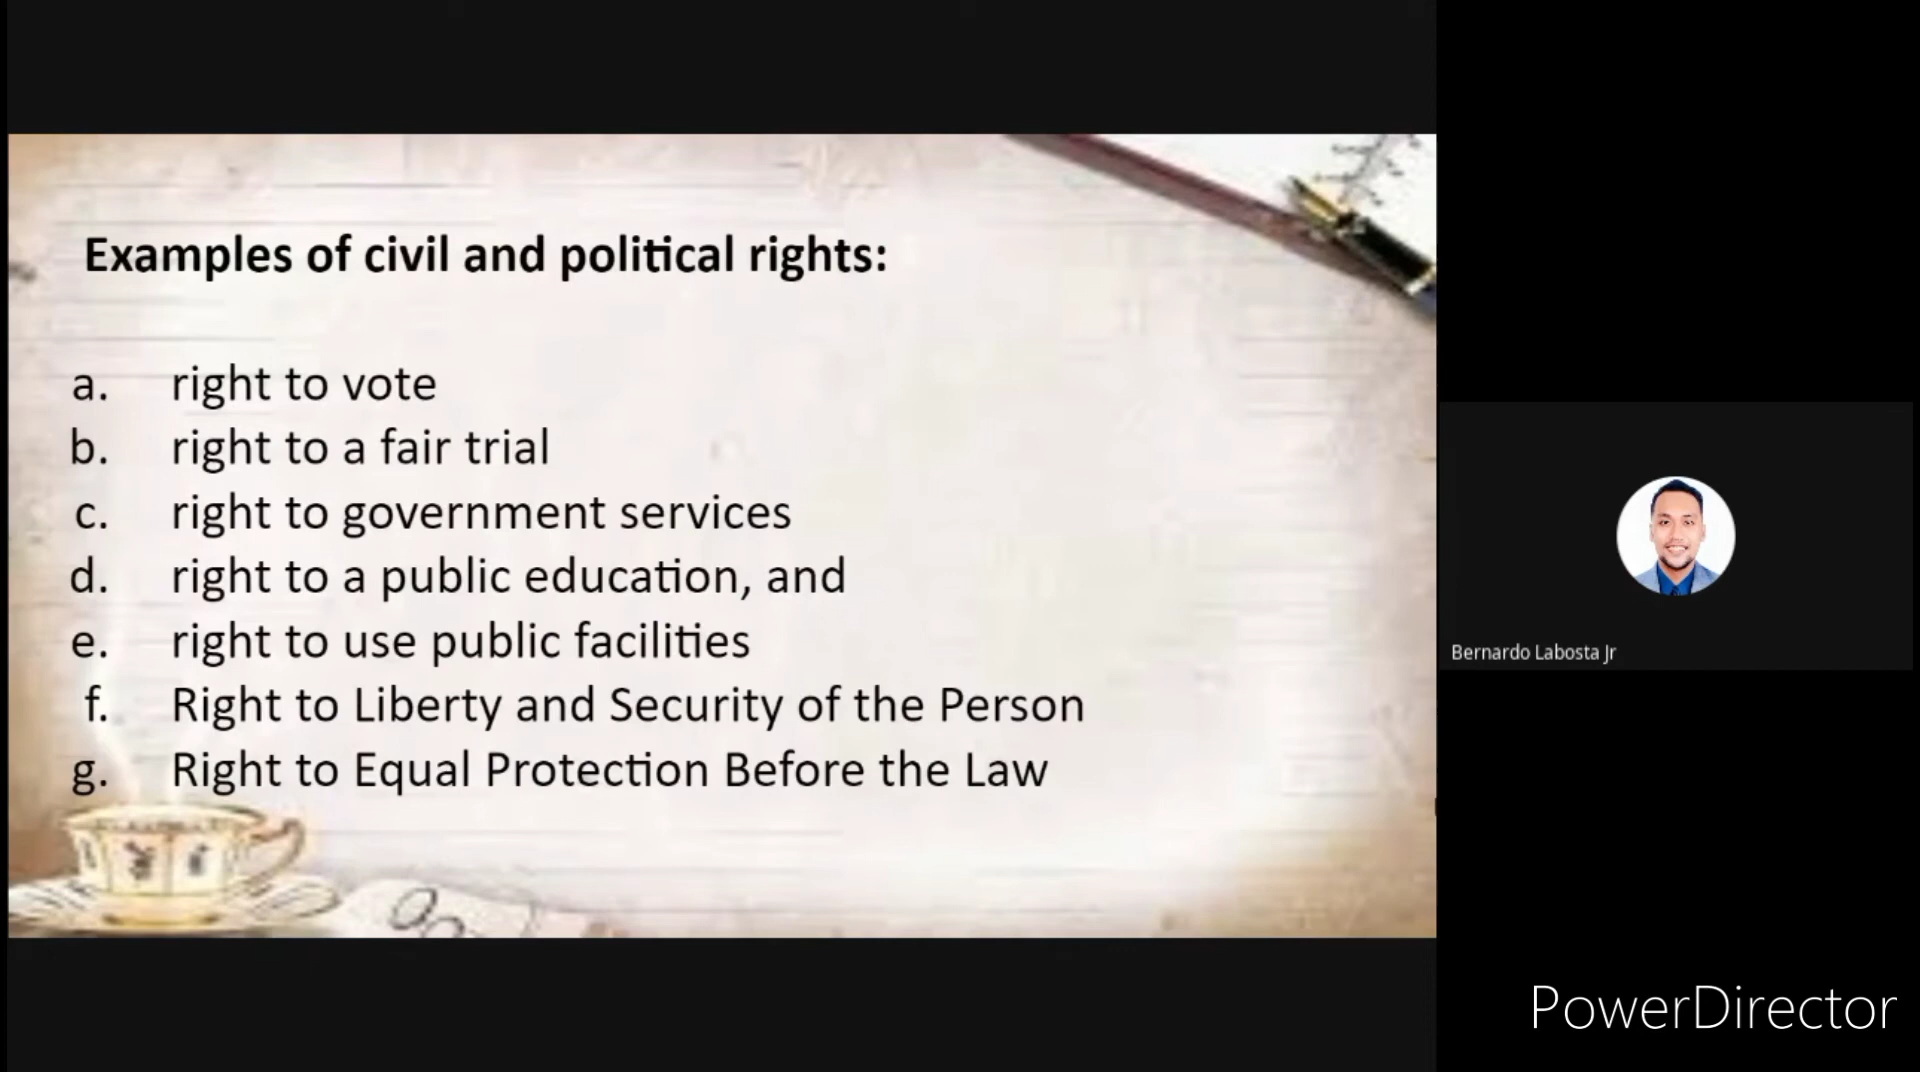 Examples of civil and political rights:
a. right to vote
b. right to a fair trial
c. right to government services
d. right to a public education, and
e. right to use public facilities
f. Right to Liberty and Security of the Person
g. Right to Equal Protection Before the Law
Bernardo Labosta Jr
PowerDirector